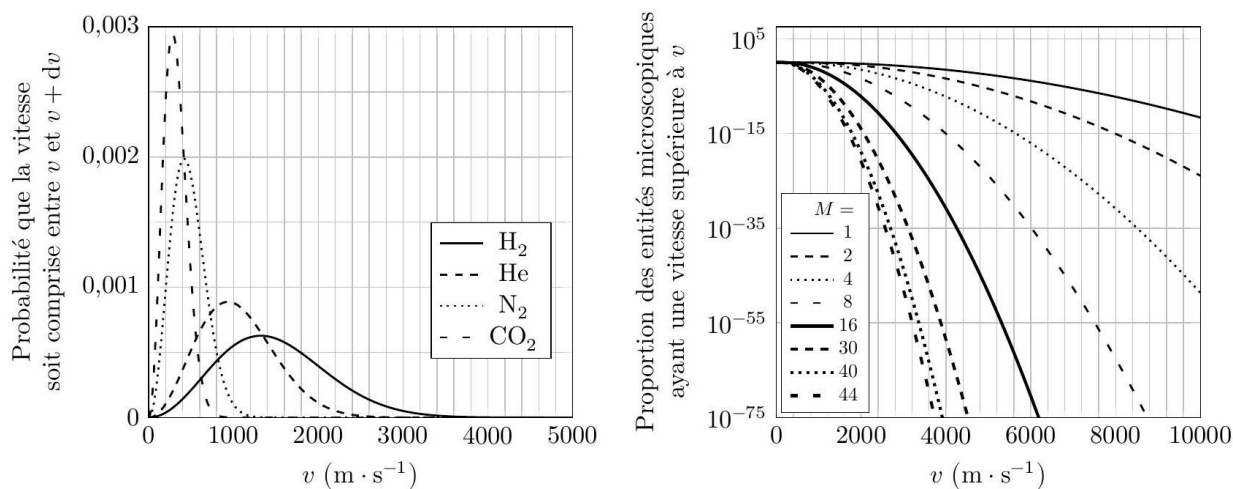 Probabilité que la vitesse
soit comprise entre v et v + dv
0,003
0,002
0,001
0
H₂
He
N₂
CO₂
0 1000 2000 3000 4000 5000
v (m · s⁻¹)
Proportion des entités microscopiques
ayant une vitesse supérieure à v
10⁵
10⁻¹⁵
10⁻³⁵
10⁻⁵⁵
10⁻⁷⁵
M =
1
2
4
8
16
30
40
44
0 2000 4000 6000 8000 10000
v (m · s⁻¹)